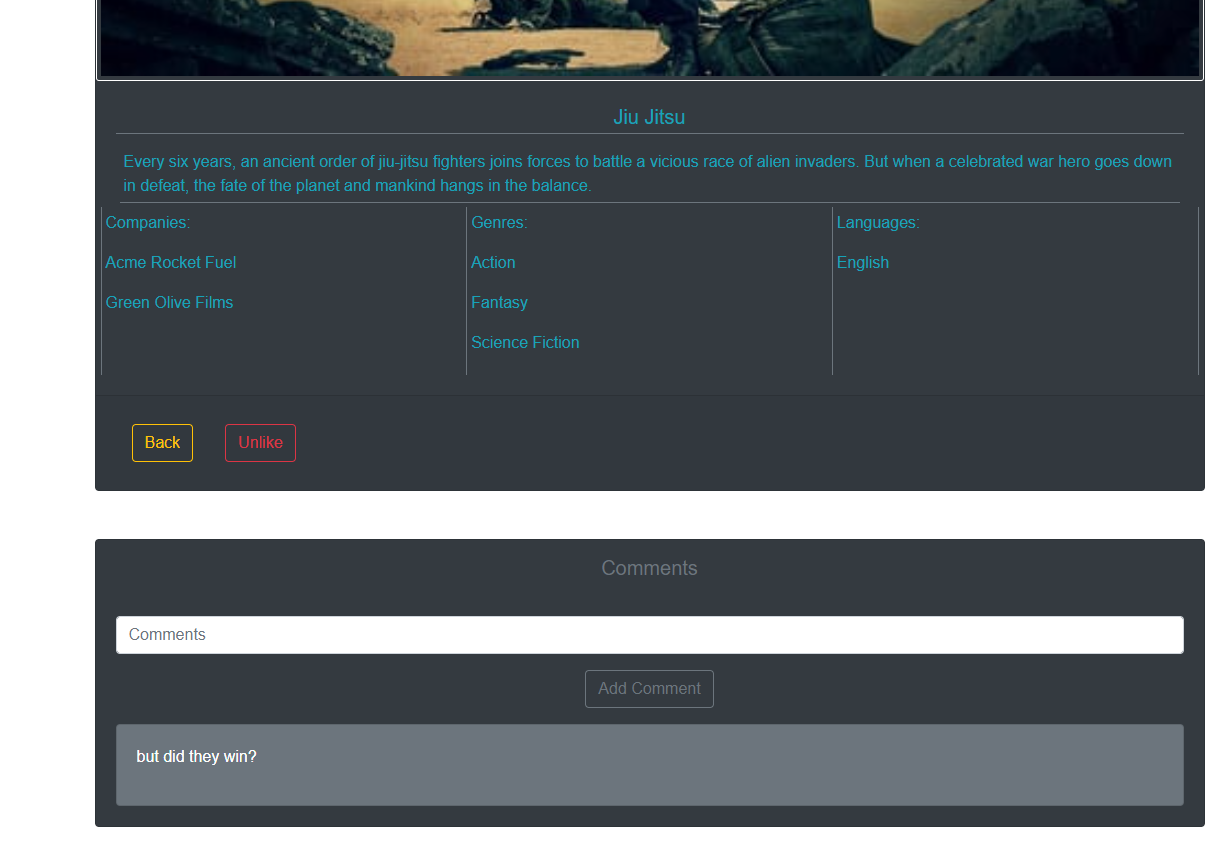 Jiu Jitsu
Every six years, an ancient order of jiu-jitsu fighters joins forces to battle a vicious race of alien invaders. But when a celebrated war hero goes down
in defeat, the fate of the planet and mankind hangs in the balance.
Companies:
Acme Rocket Fuel
Green Olive Films
Genres:
Action
Fantasy
Science Fiction
Languages:
English
Back
Unlike
Comments
Comments
Add Comment
but did they win?